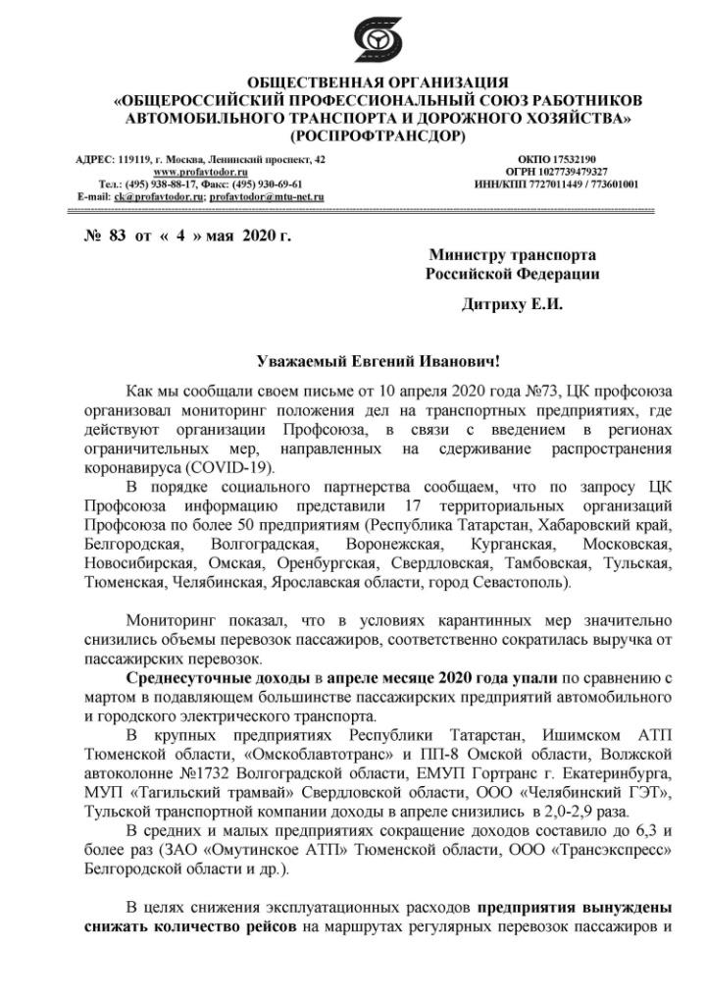 ОБЩЕСТВЕННАЯ ОРГАНИЗАЦИЯ
«ОБЩЕРОССИЙСКИЙ ПРОФЕССИОНАЛЬНЫЙ СОЮЗ РАБОТНИКОВ
АВТОМОБИЛЬНОГО ТРАНСПОРТА И ДОРОЖНОГО ХОЗЯЙСТВА»
(РОСПРОФТРАНСДОР)
АДРЕС: 119119, г. Москва, Ленинский проспект, 42
www.profavtodor.ru
Тел.: (495) 938-88-17, Факс: (495) 930-69-61
E-mail: ck@profavtodor.ru; profavtodor@mtu-net.ru
ОКПО 17532190
ОГРН 1027739479327
ИНН/КПП 7727011449 / 773601001
№ 83 от « 4 » мая 2020 г.
Министру транспорта
Российской Федерации
Дитриху Е.И.
Уважаемый Евгений Иванович!
Как мы сообщали своем письме от 10 апреля 2020 года №73, ЦК профсоюза
организовал мониторинг положения дел на транспортных предприятиях, где
действуют организации Профсоюза, в связи с введением в регионах
ограничительных мер, направленных на сдерживание распространения
коронавируса (COVID-19).
В порядке социального партнерства сообщаем, что по запросу ЦК
Профсоюза информацию представили 17 территориальных организаций
Профсоюза по более 50 предприятиям (Республика Татарстан, Хабаровский край,
Белгородская, Волгоградская, Воронежская, Курганская, Московская,
Новосибирская, Омская, Оренбургская, Свердловская, Тамбовская, Тульская,
Тюменская, Челябинская, Ярославская области, город Севастополь).
Мониторинг показал, что в условиях карантинных мер значительно
снизились объемы перевозок пассажиров, соответственно сократилась выручка от
пассажирских перевозок.
Среднесуточные доходы в апреле месяце 2020 года упали по сравнению с
мартом в подавляющем большинстве пассажирских предприятий автомобильного
и городского электрического транспорта.
В крупных предприятиях Республики Татарстан, Ишимском АТП
Тюменской области, «Омскоблавтотранс» и ПП-8 Омской области, Волжской
автоколонне №1732 Волгоградской области, ЕМУП Гортранс г. Екатеринбурга,
МУП «Тагильский трамвай» Свердловской области, ООО «Челябинский ГЭТ»,
Тульской транспортной компании доходы в апреле снизились в 2,0-2,9 раза.
В средних и малых предприятиях сокращение доходов составило до 6,3 и
более раз (ЗАО «Омутинское АТП» Тюменской области, ООО «Трансэкспресс»
Белгородской области и др.).
В целях снижения эксплуатационных расходов предприятия вынуждены
снижать количество рейсов на маршрутах регулярных перевозок пассажиров и